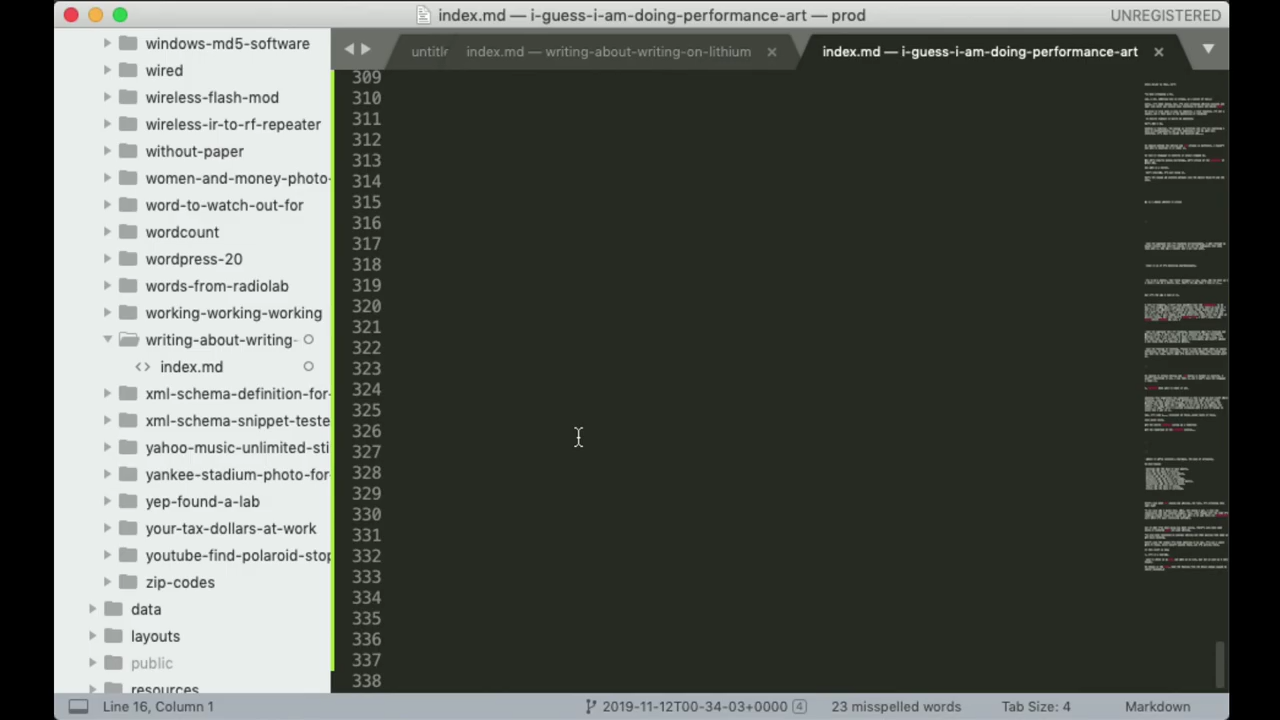 index.md — i-guess-i-am-doing-performance-art — prod
UNREGISTERED
untitle
index.md — writing-about-writing-on-lithium
index.md — i-guess-i-am-doing-performance-art
windows-md5-software
wired
wireless-flash-mod
wireless-ir-to-rf-repeater
without-paper
women-and-money-photo-
word-to-watch-out-for
wordcount
wordpress-20
words-from-radiolab
working-working-working
writing-about-writing-
index.md
xml-schema-definition-for-
xml-schema-snippet-teste
yahoo-music-unlimited-sti
yankee-stadium-photo-for-
yep-found-a-lab
your-tax-dollars-at-work
youtube-find-polaroid-stop
zip-codes
data
layouts
public
resources
309
310
311
312
313
314
315
316
317
318
319
320
321
322
323
324
325
326
327
328
329
330
331
332
333
334
335
336
337
338
Line 16, Column 1
2019-11-12T00-34-03+0000 4
23 misspelled words
Tab Size: 4
Markdown